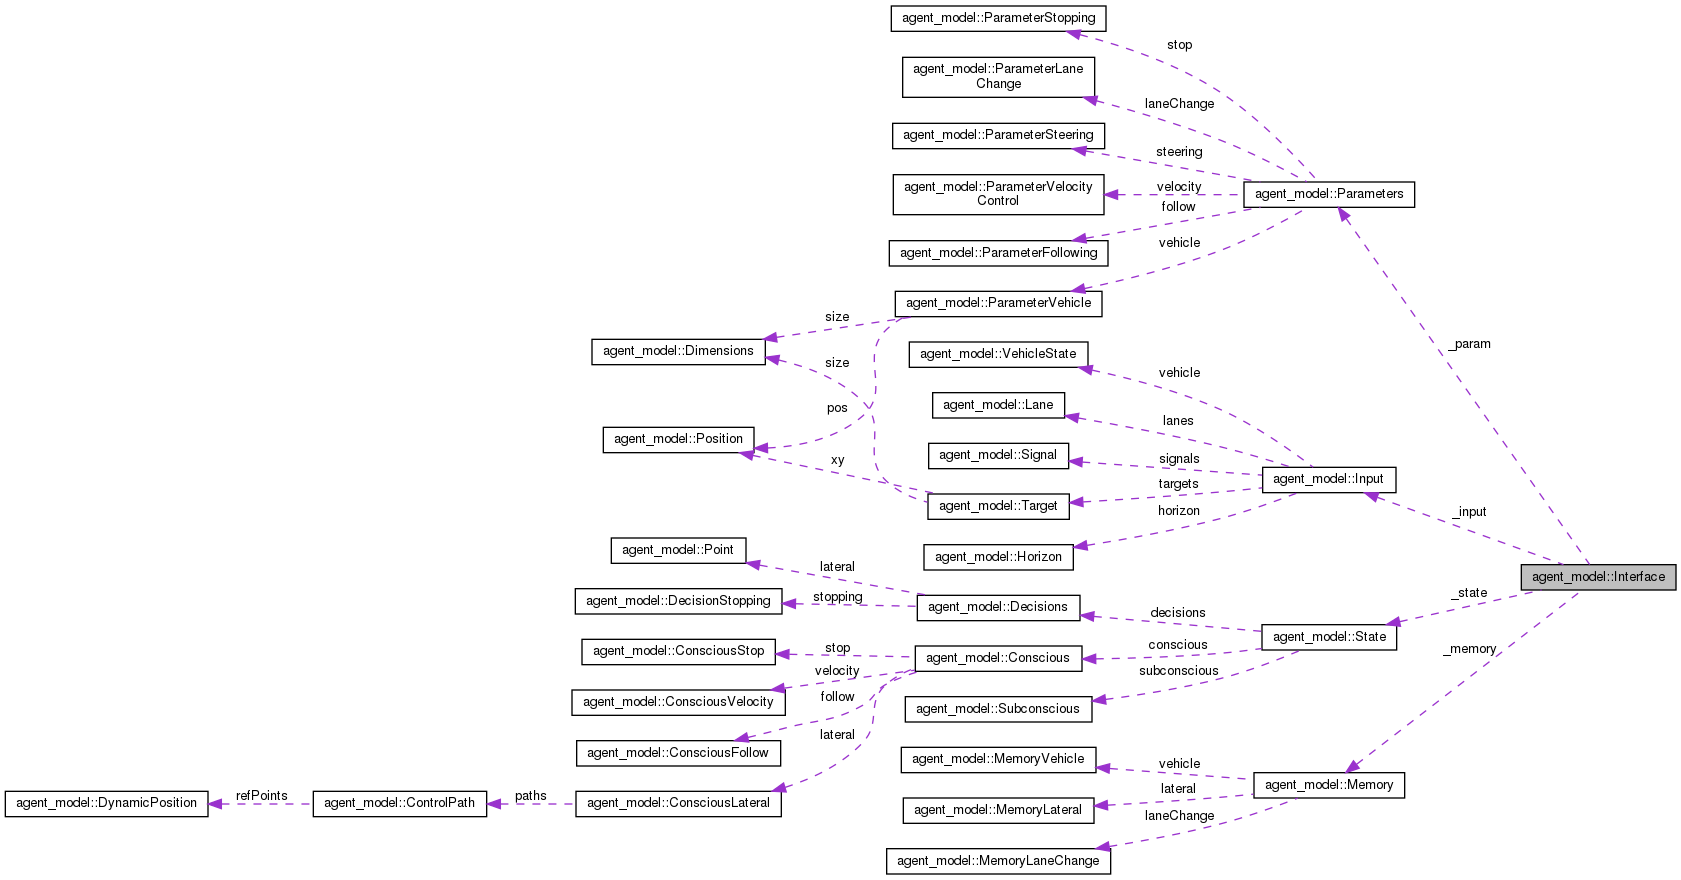 agent_model::ParameterStopping
stop
agent_model::ParameterLane
Change
laneChange
agent_model::ParameterSteering
steering
agent_model::ParameterVelocity
Control
velocity
agent_model::Parameters
follow
agent_model::ParameterFollowing
vehicle
agent_model::ParameterVehicle
size
agent_model::Dimensions
agent_model::VehicleState
_param
size
vehicle
agent_model::Lane
pos
lanes
agent_model::Position
agent_model::Signal
xy
signals
agent_model::Input
targets
agent_model::Target
horizon
_input
agent_model::Point
agent_model::Horizon
lateral
agent_model::Interface
agent_model::DecisionStopping
stopping
agent_model::Decisions
_state
decisions
agent_model::State
agent_model::ConsciousStop
stop
agent_model::Conscious
conscious
_memory
velocity
subconscious
agent_model::ConsciousVelocity
follow
agent_model::Subconscious
lateral
agent_model::ConsciousFollow
agent_model::MemoryVehicle
vehicle
agent_model::Memory
lateral
agent_model::DynamicPosition
refPoints
agent_model::ControlPath
paths
agent_model::ConsciousLateral
agent_model::MemoryLateral
laneChange
agent_model::MemoryLaneChange